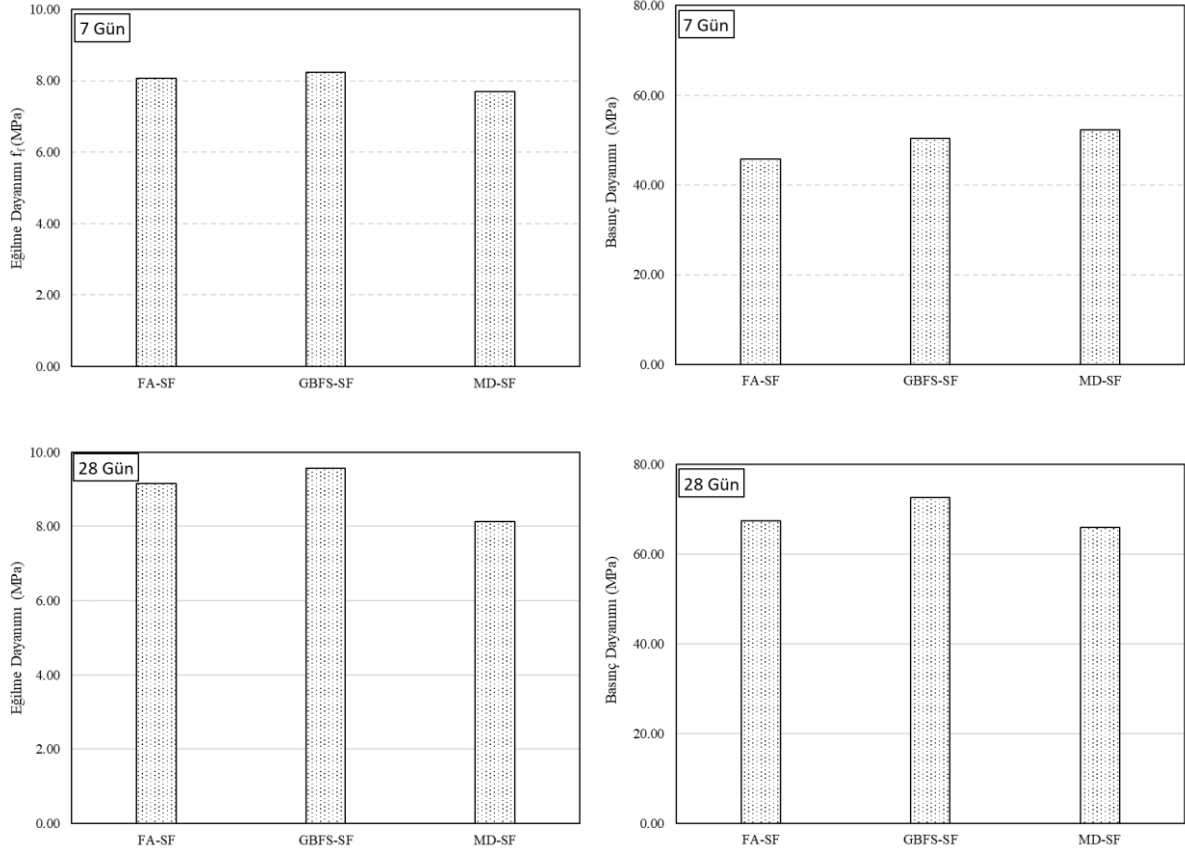 7 Gün
Eğilme Dayanımı ff (MPa)
10.00
8.00
6.00
4.00
2.00
0.00
FA-SF
GBFS-SF
MD-SF
7 Gün
Basınç Dayanımı (MPa)
80.00
60.00
40.00
20.00
0.00
FA-SF
GBFS-SF
MD-SF
28 Gün
Eğilme Dayanımı (MPa)
10.00
8.00
6.00
4.00
2.00
0.00
FA-SF
GBFS-SF
MD-SF
28 Gün
Basınç Dayanımı (MPa)
80.00
60.00
40.00
20.00
0.00
FA-SF
GBFS-SF
MD-SF